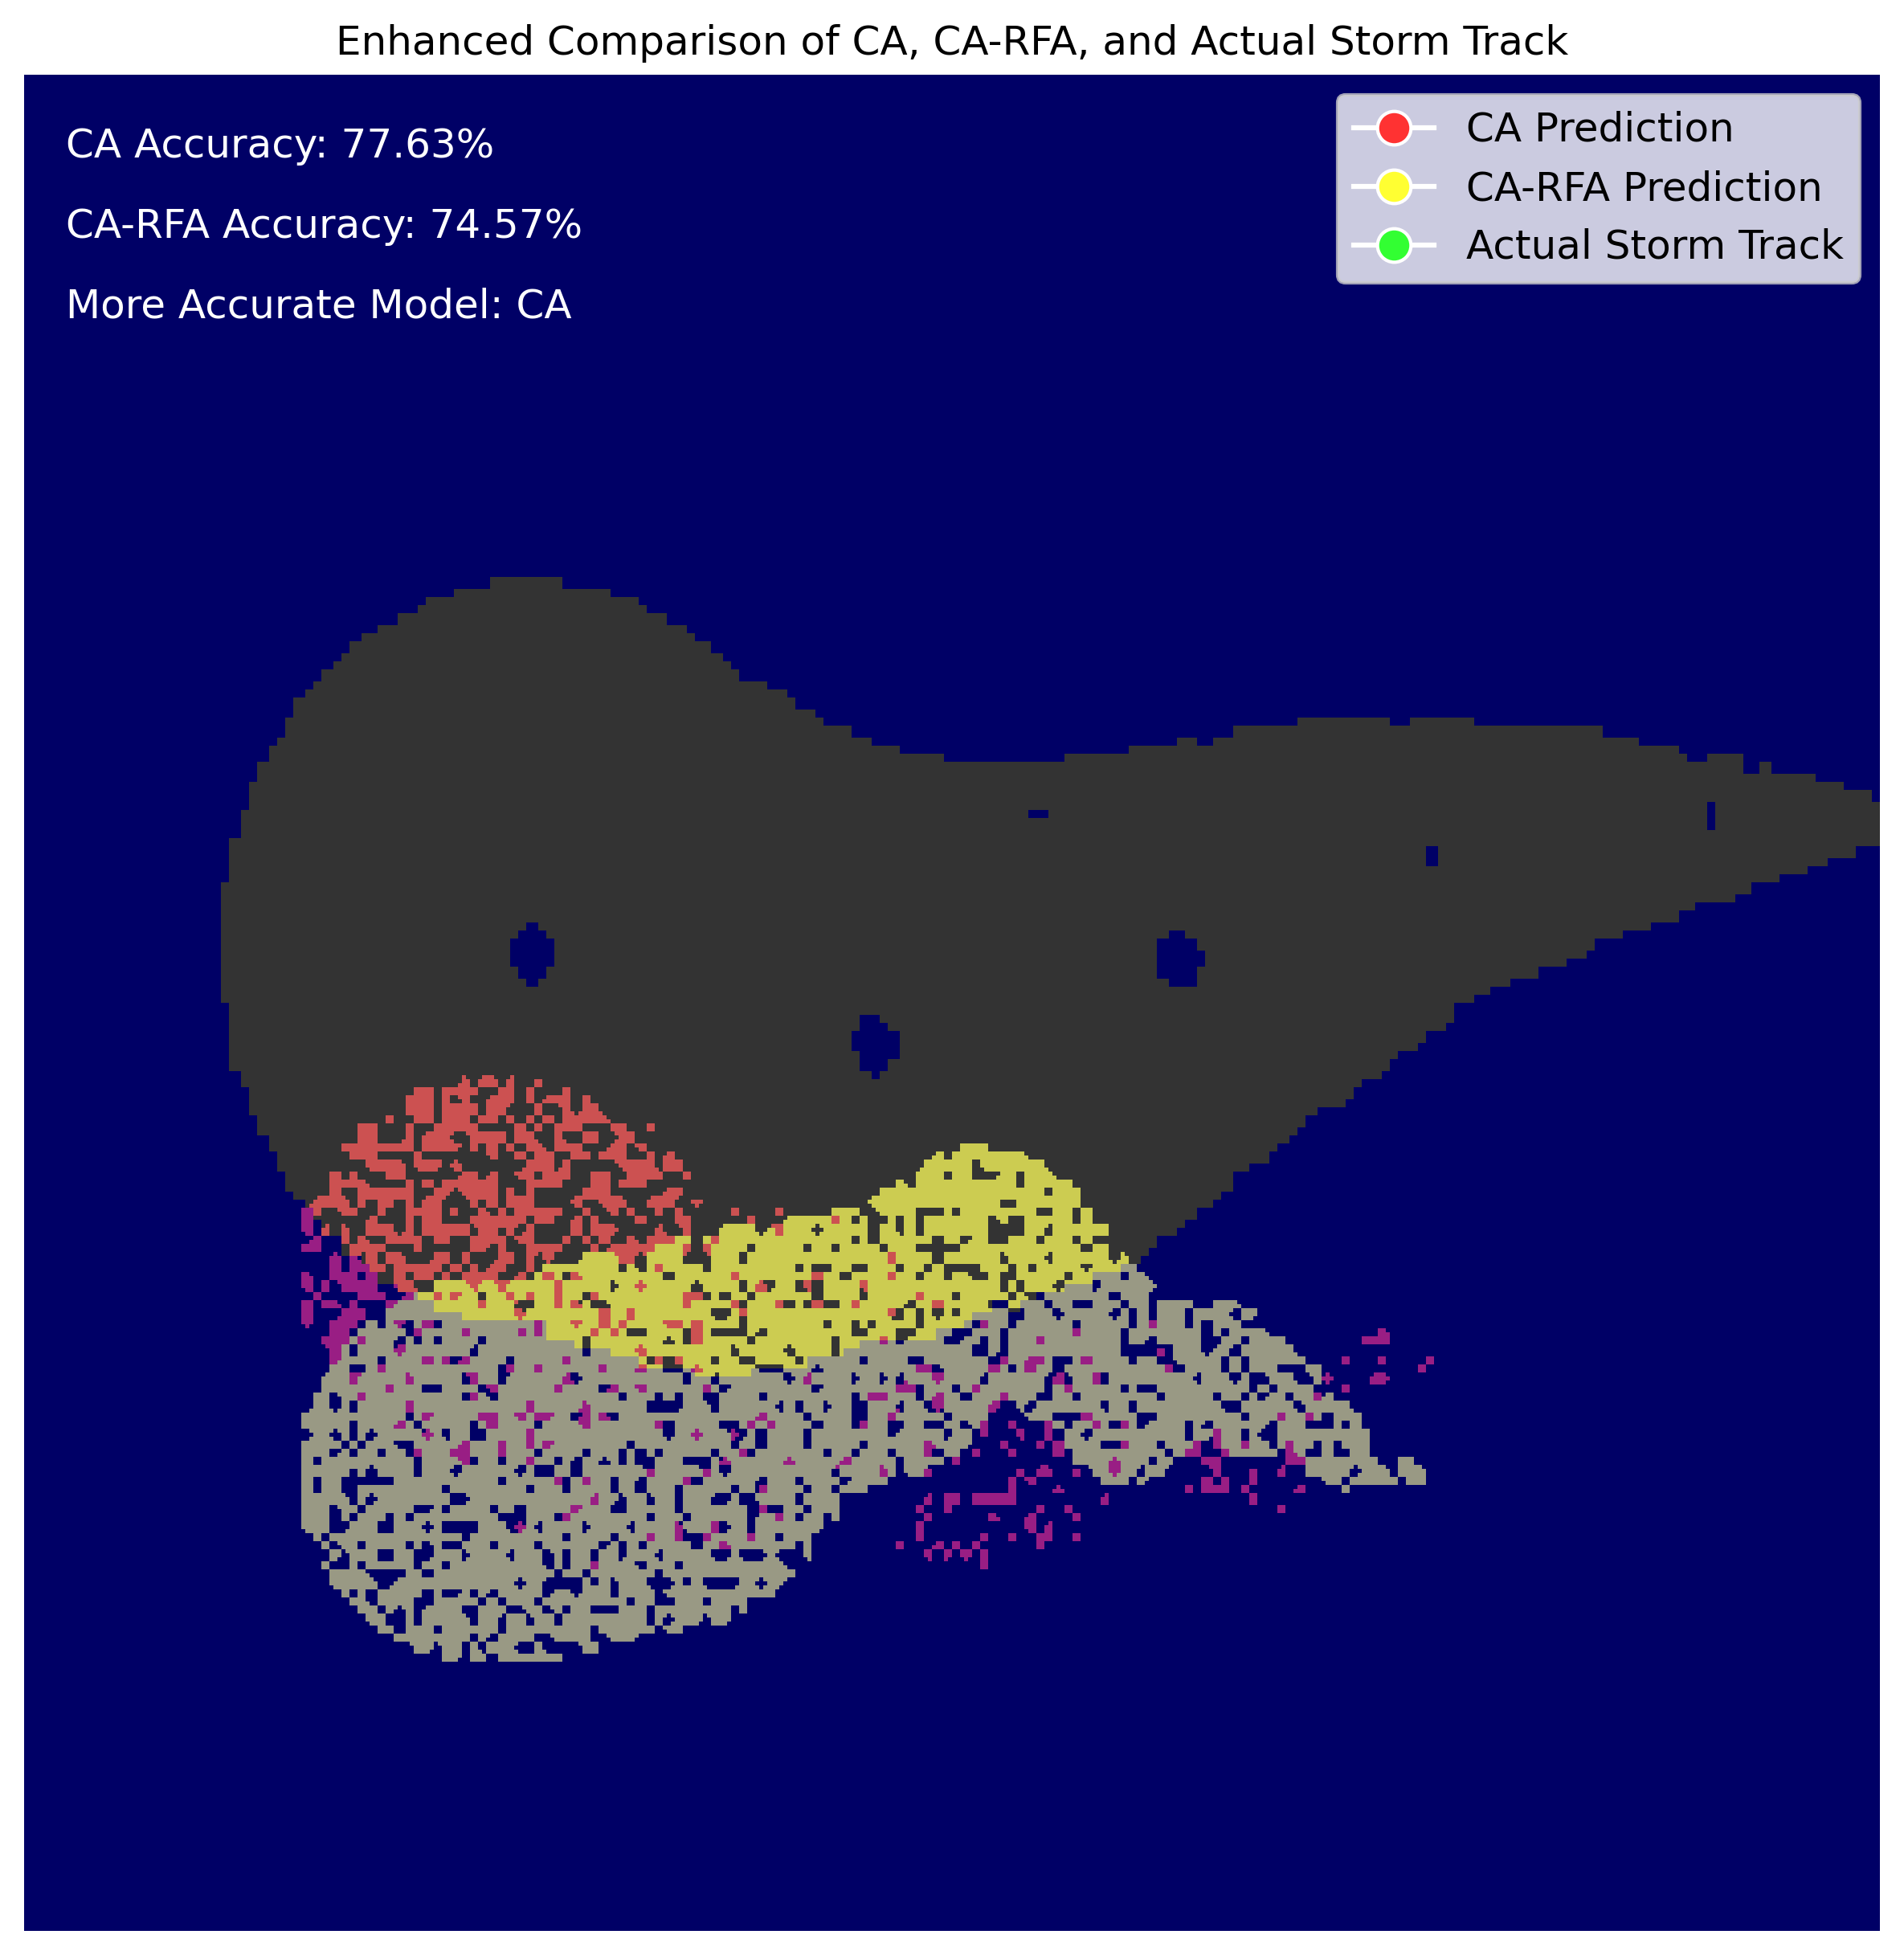 Enhanced Comparison of CA, CA-RFA, and Actual Storm Track
CA Accuracy: 77.63%
CA-RFA Accuracy: 74.57%
More Accurate Model: CA
CA Prediction
CA-RFA Prediction
Actual Storm Track